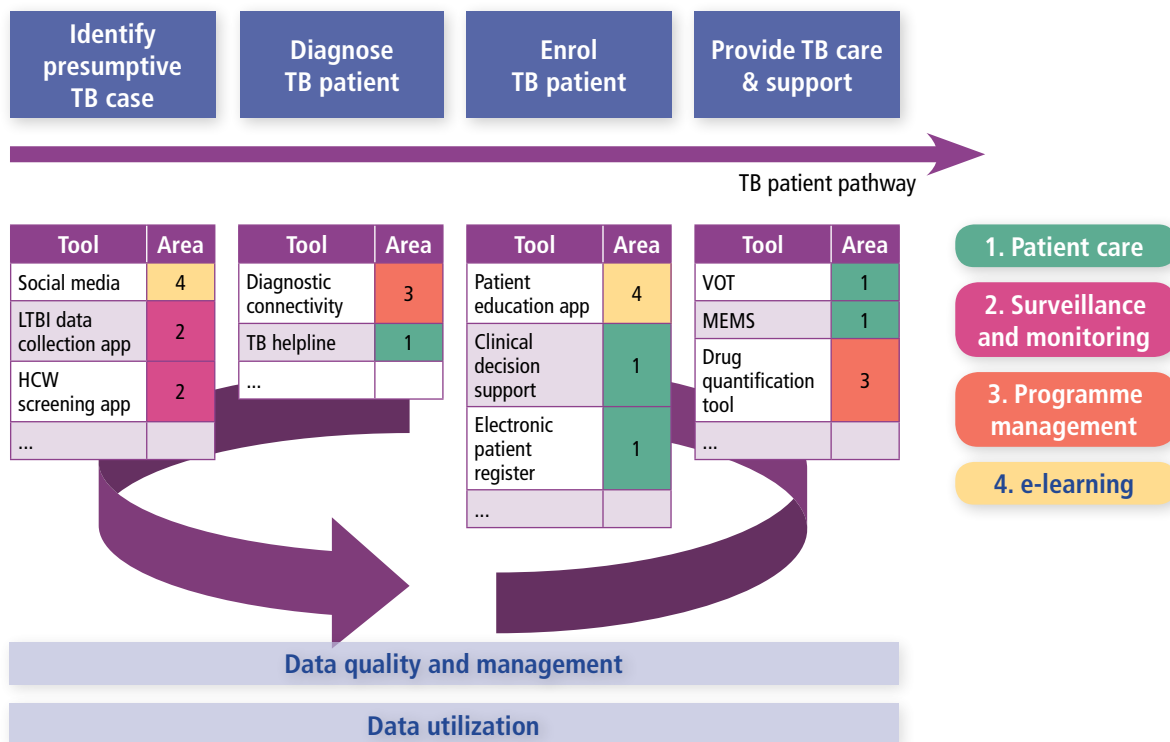 Identify
presumptive
TB case
Diagnose
TB patient
Enrol
TB patient
Provide TB care
& support
TB patient pathway
Tool Area
Social media 4
LTBI data
collection app 2
HCW
screening app 2
...
Tool Area
Diagnostic
connectivity 3
TB helpline 1
...
Tool Area
Patient
education app 4
Clinical
decision
support 1
Electronic
patient
register 1
...
Tool Area
VOT 1
MEMS 1
Drug
quantification
tool 3
...
1. Patient care
2. Surveillance
and monitoring
3. Programme
management
4. e-learning
Data quality and management
Data utilization